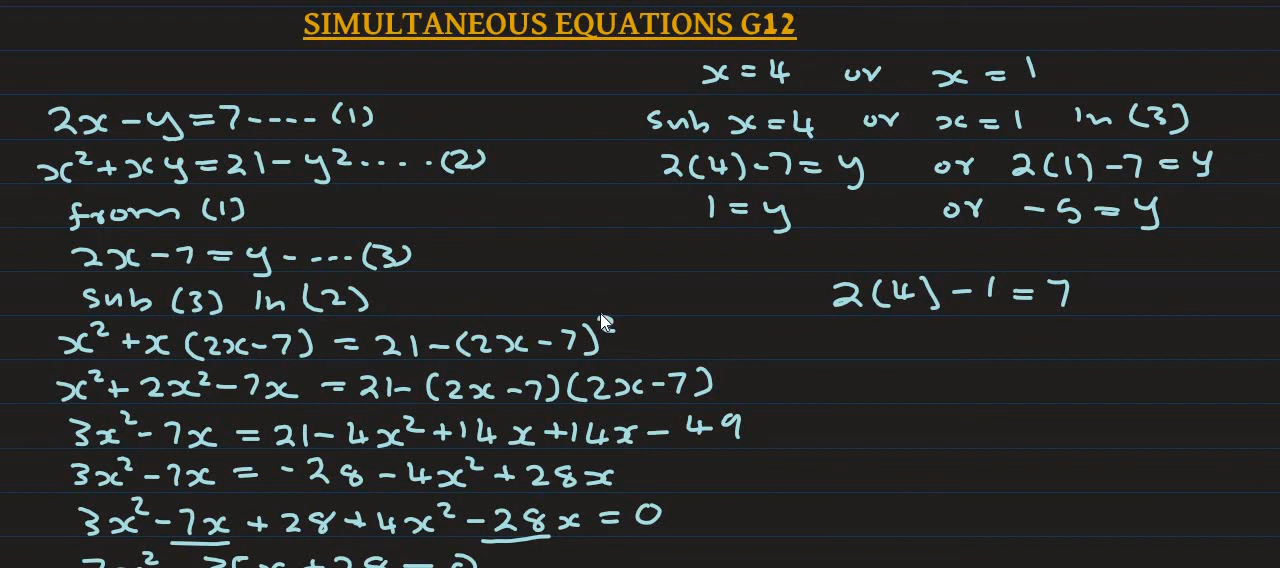 SIMULTANEOUS EQUATIONS G12
2x - y = 7 ---- (1)
x² + xy = 21 - y² .... (2)
from (1)
2x - 7 = y - .... (3)
sub (3) in (2)
x² + x (2x - 7) = 21 - (2x - 7)²
x² + 2x² - 7x = 21 - (2x - 7)(2x - 7)
3x² - 7x = 21 - 4x² + 14x + 14x - 49
3x² - 7x = -28 - 4x² + 28x
3x² - 7x + 28 + 4x² - 28x = 0
7x² - 35x + 28 = 0
x = 4 or x = 1
sub x = 4 or x = 1 in (3)
2(4) - 7 = y or 2(1) - 7 = y
1 = y or -5 = y
2(4) - 1 = 7